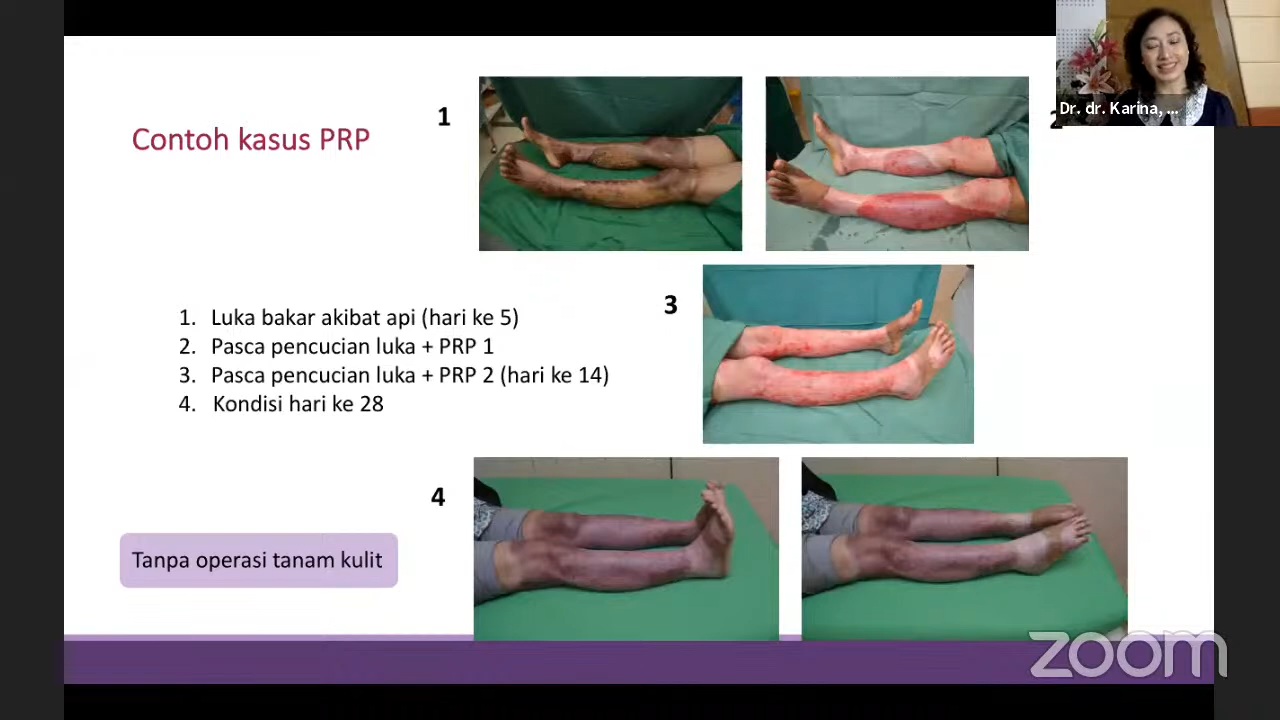 Contoh kasus PRP
1
2
Dr. dr. Karina, ...
3
1. Luka bakar akibat api (hari ke 5)
2. Pasca pencucian luka + PRP 1
3. Pasca pencucian luka + PRP 2 (hari ke 14)
4. Kondisi hari ke 28
4
Tanpa operasi tanam kulit
zoom